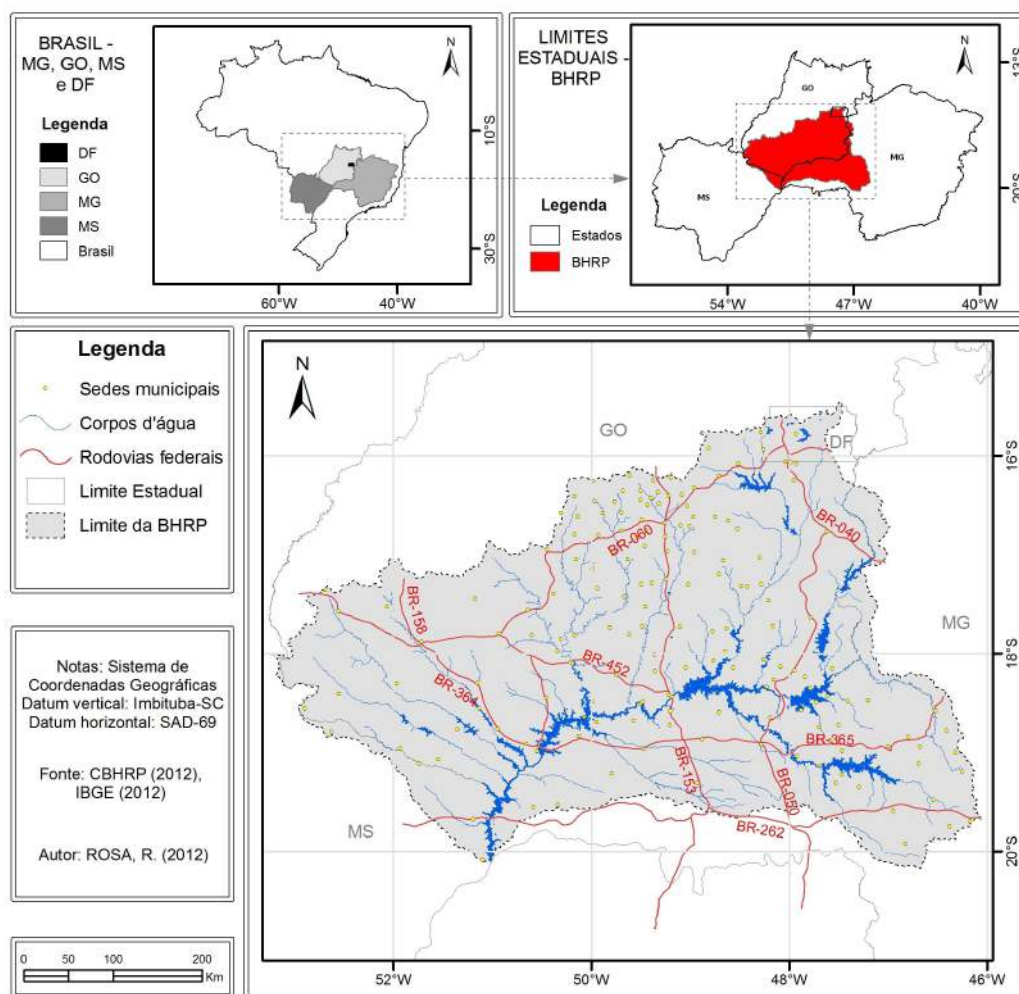 BRASIL -
MG, GO, MS
e DF
Legenda
DF
GO
MG
MS
Brasil
N
10°S
30°S
60°W
40°W
LIMITES
ESTADUAIS -
BHRP
Legenda
Estados
BHRP
N
GO
MG
MS
13°S
20°S
54°W
47°W
40°W
Legenda
Sedes municipais
Corpos d'água
Rodovias federais
Limite Estadual
Limite da BHRP
Notas: Sistema de
Coordenadas Geográficas
Datum vertical: Imbituba-SC
Datum horizontal: SAD-69
Fonte: CBHRP (2012),
IBGE (2012)
Autor: ROSA, R. (2012)
0 50 100 200
Km
N
GO
DF
MG
MS
BR-060
BR-040
BR-158
BR-452
BR-364
BR-365
BR-153
BR-050
BR-262
16°S
18°S
20°S
52°W
50°W
48°W
46°W